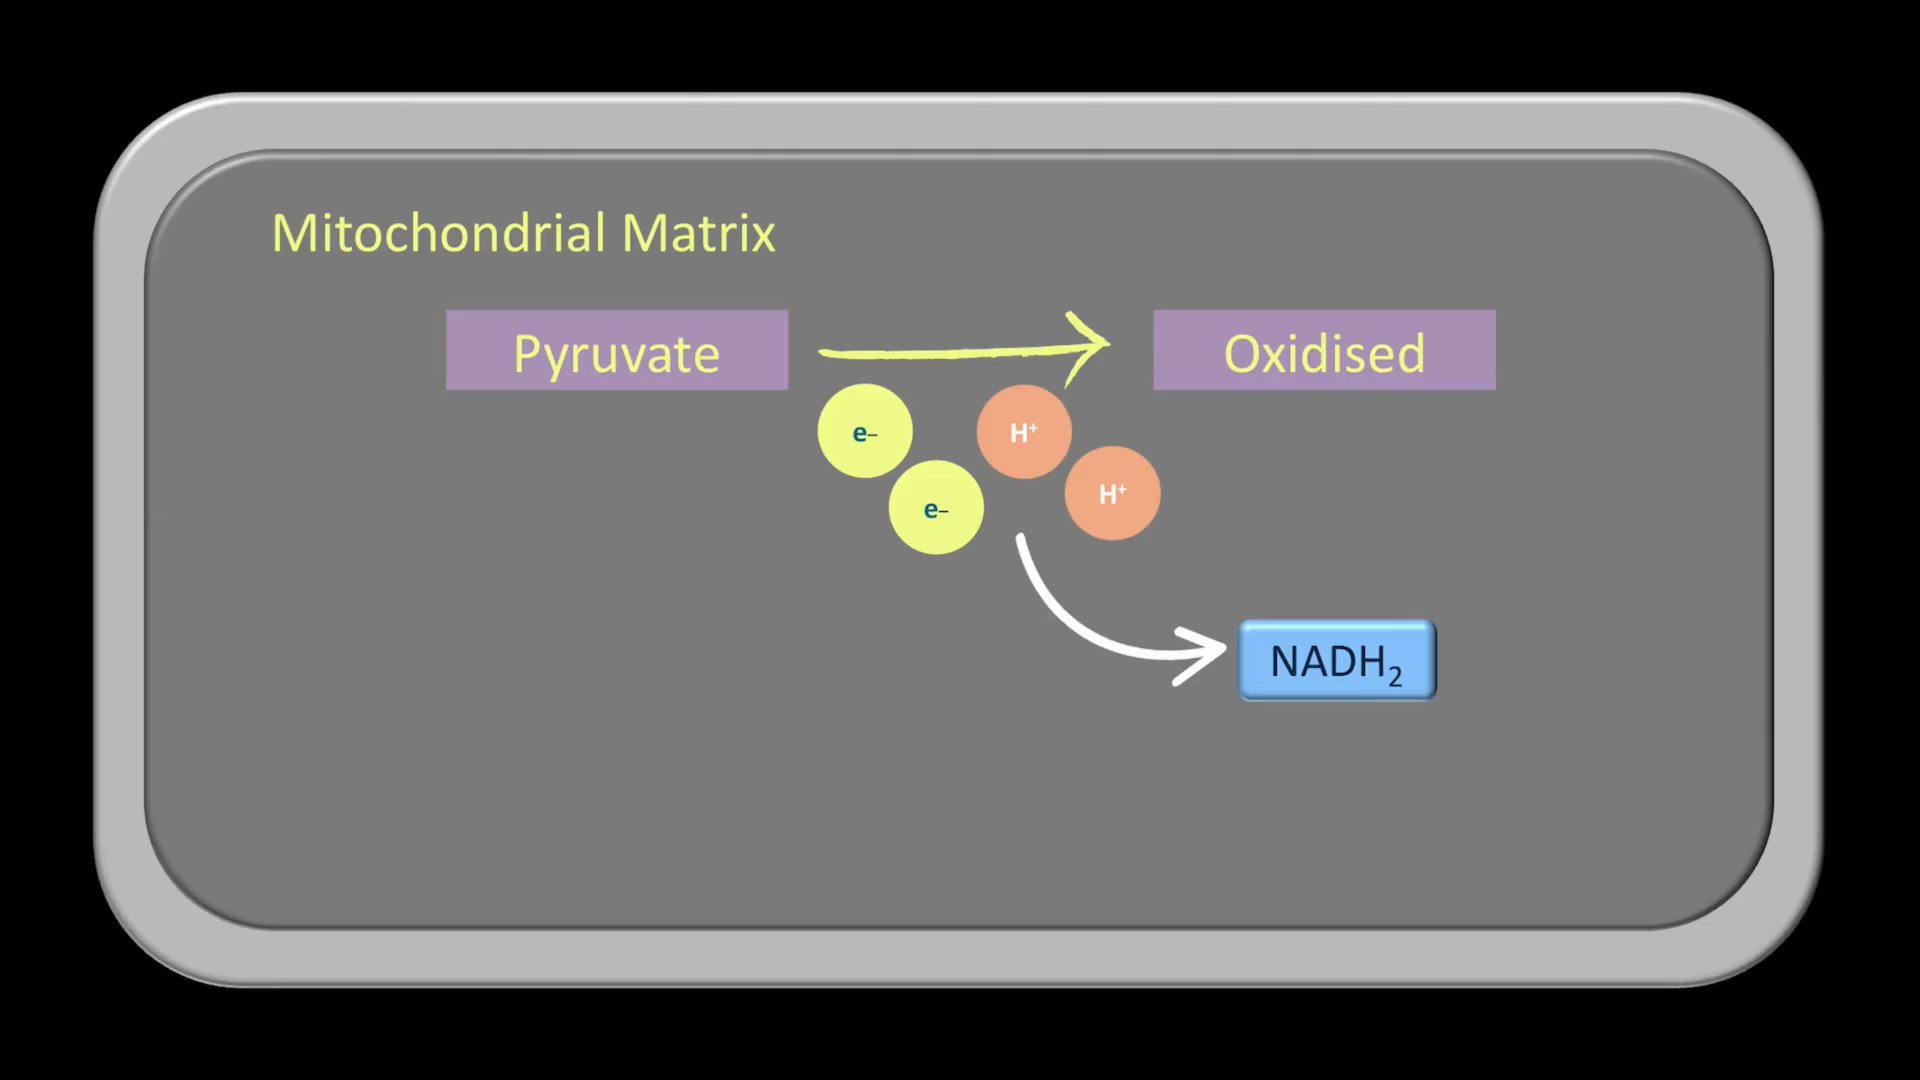 Mitochondrial Matrix
Pyruvate
Oxidised
e–
H⁺
H⁺
e–
NADH₂